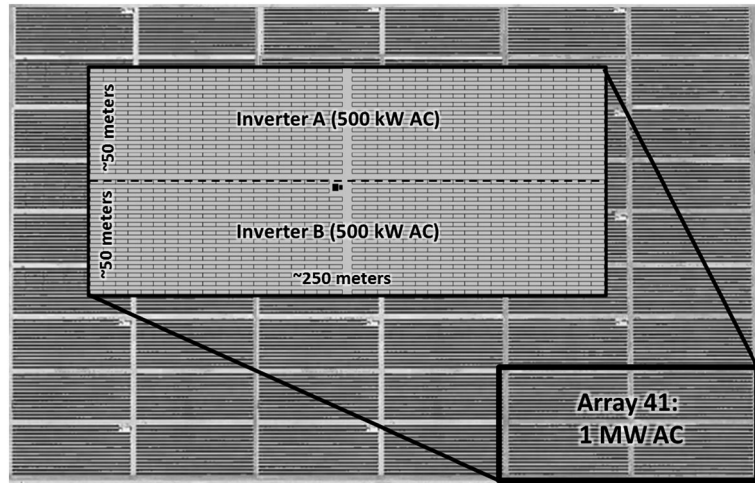 Inverter A (500 kW AC)
~50 meters
Inverter B (500 kW AC)
~50 meters
~250 meters
Array 41:
1 MW AC